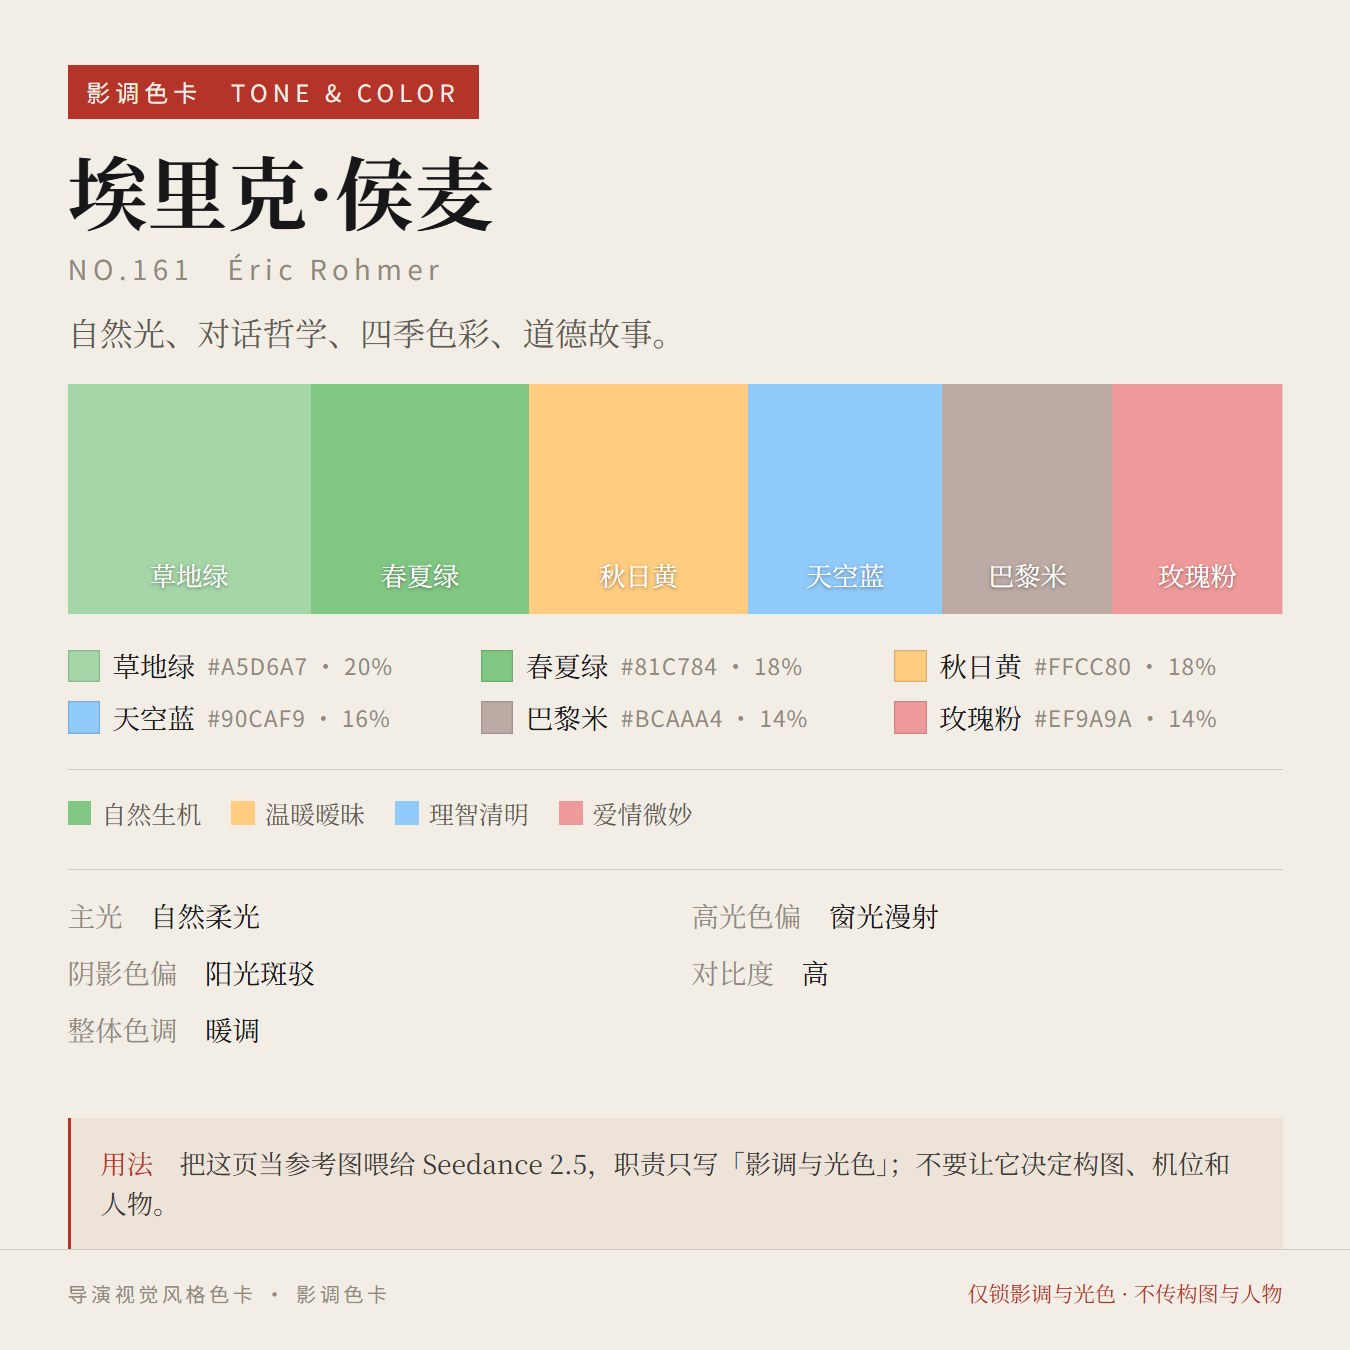 影调色卡 TONE & COLOR
埃里克·侯麦
NO.161 Éric Rohmer
自然光、对话哲学、四季色彩、道德故事。
草地绿 春夏绿 秋日黄 天空蓝 巴黎米 玫瑰粉
草地绿 #A5D6A7 • 20% 春夏绿 #81C784 • 18% 秋日黄 #FFCC80 • 18%
天空蓝 #90CAF9 • 16% 巴黎米 #BCAAA4 • 14% 玫瑰粉 #EF9A9A • 14%
自然生机 温暖暧昧 理智清明 爱情微妙
主光 自然柔光 高光色偏 窗光漫射
阴影色偏 阳光斑驳 对比度 高
整体色调 暖调
用法 把这页当参考图喂给 Seedance 2.5，职责只写「影调与光色」；不要让它决定构图、机位和
人物。
导演视觉风格色卡 • 影调色卡 仅锁影调与光色 · 不传构图与人物